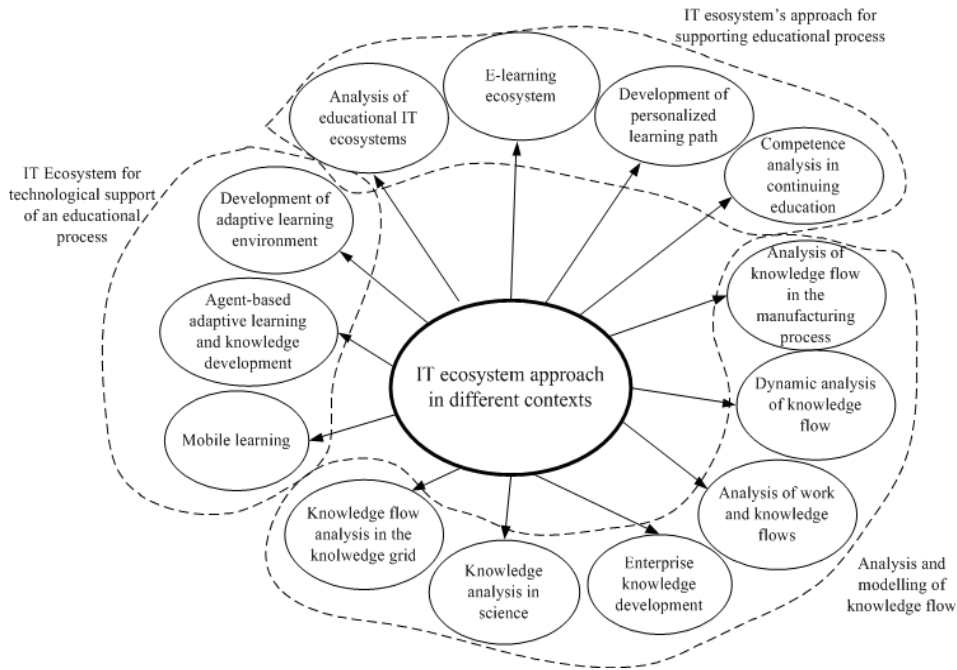 IT esosystem's approach for
supporting educational process
E-learning
ecosystem
Analysis of
educational IT
ecosystems
Development of
personalized
learning path
Competence
analysis in
continuing
education
IT Ecosystem for
technological support
of an educational
process
Development of
adaptive learning
environment
Analysis of
knowledge flow
in the
manufacturing
process
Agent-based
adaptive learning
and knowledge
development
IT ecosystem approach
in different contexts
Dynamic analysis
of knowledge
flow
Mobile learning
Analysis of work
and knowledge
flows
Knowledge flow
analysis in the
knolwedge grid
Knowledge
analysis in
science
Enterprise
knowledge
development
Analysis and
modelling of
knowledge flow